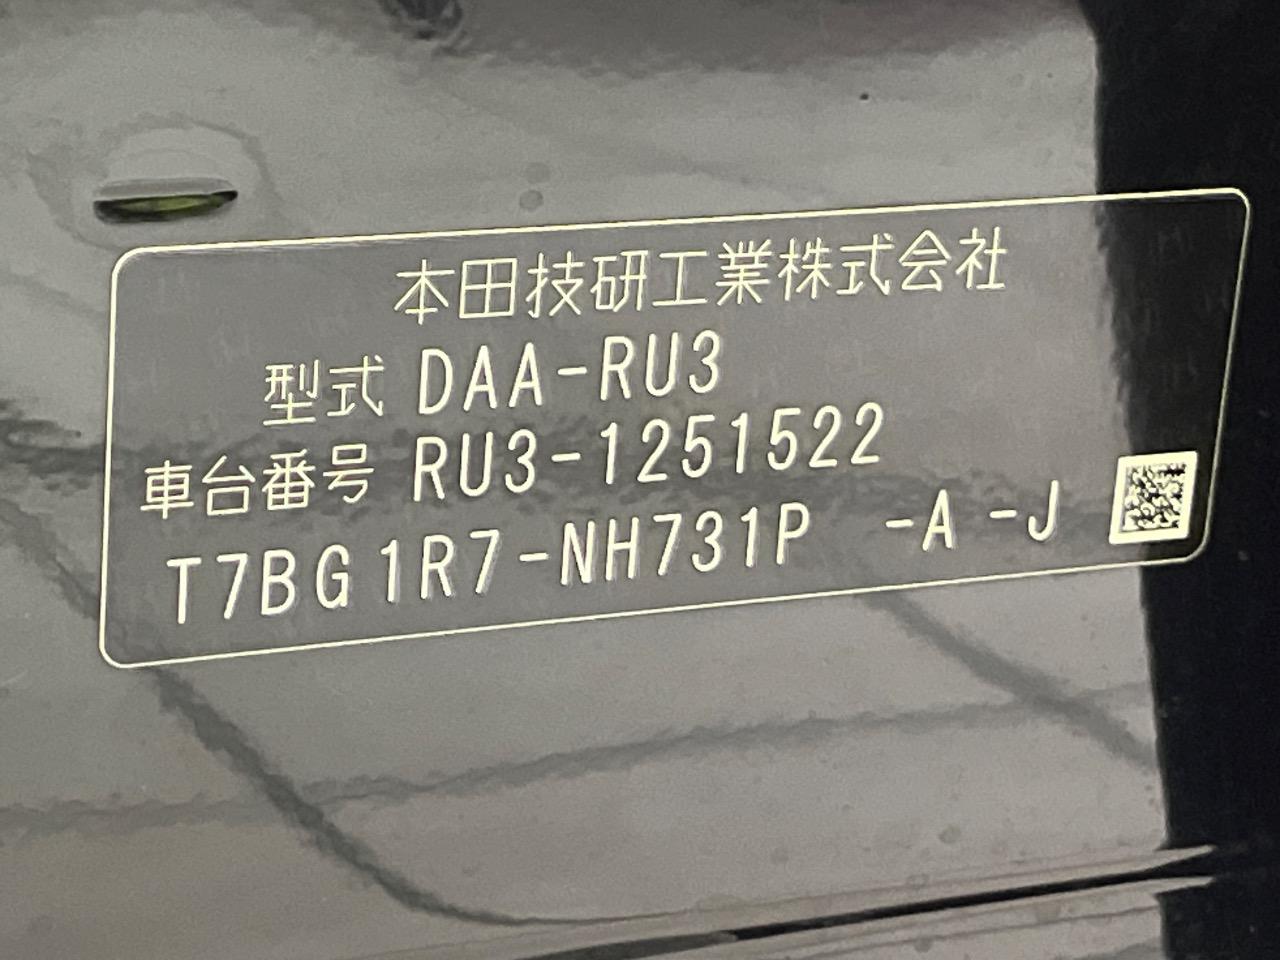 本田技研工業株式会社
型式 DAA-RU3
車台番号 RU3-1251522
T7BG1R7-NH731P -A -J